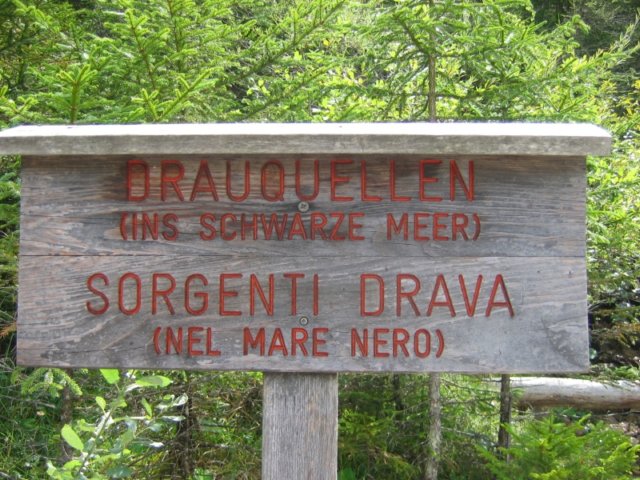 DRAUQUELLEN
(INS SCHWARZE MEER)
SORGENTI DRAVA
(NEL MARE NERO)